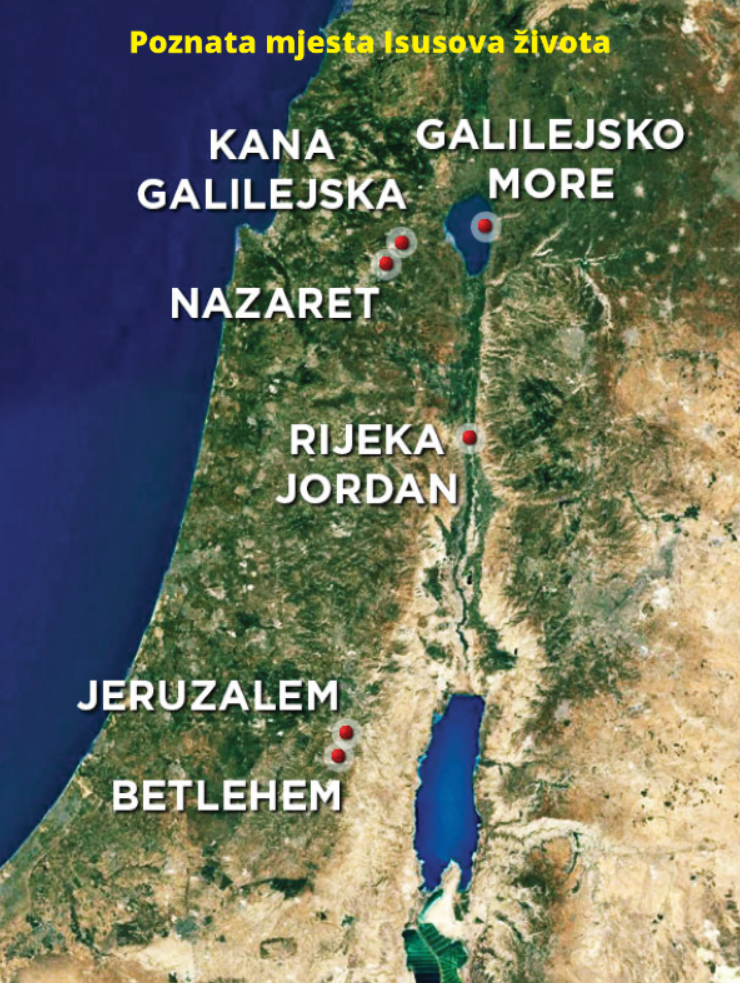 Poznata mjesta Isusova života
KANA
GALILEJSKA
GALILEJSKO
MORE
NAZARET
RIJEKA
JORDAN
JERUZALEM
BETLEHEM